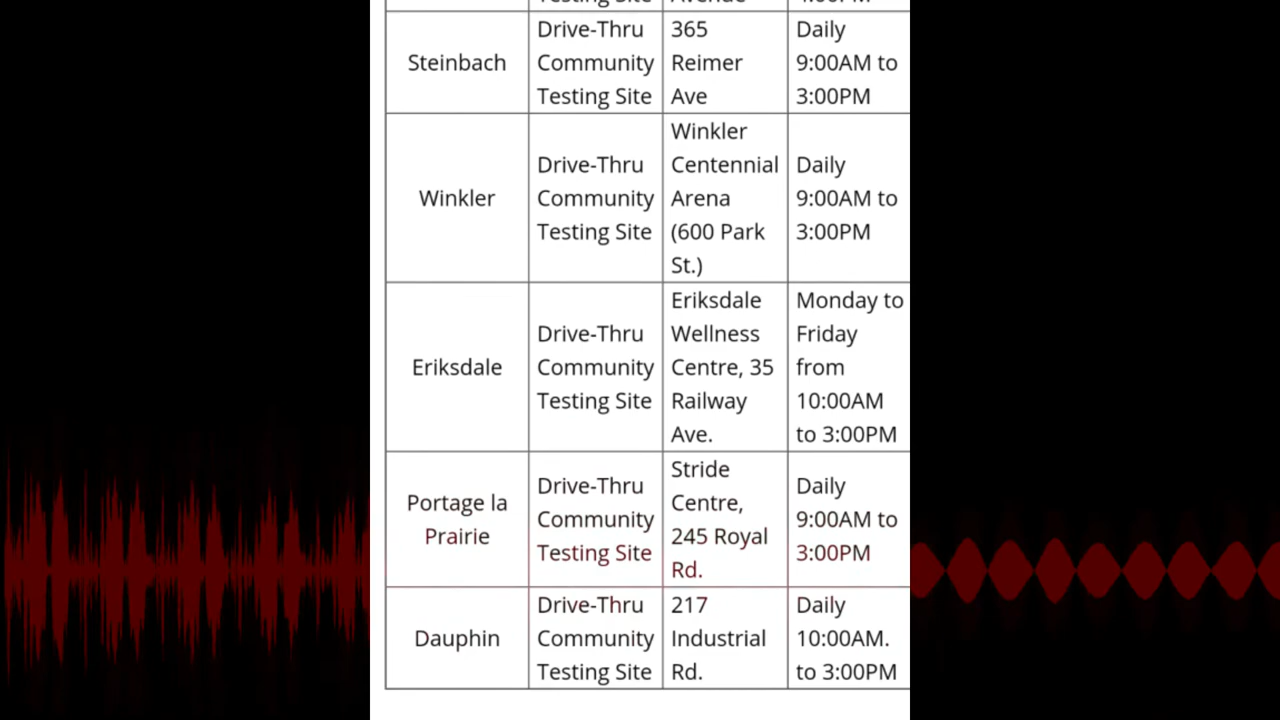 Steinbach
Drive-Thru
Community
Testing Site
365
Reimer
Ave
Daily
9:00AM to
3:00PM
Winkler
Drive-Thru
Community
Testing Site
Winkler
Centennial
Arena
(600 Park
St.)
Daily
9:00AM to
3:00PM
Eriksdale
Drive-Thru
Community
Testing Site
Eriksdale
Wellness
Centre, 35
Railway
Ave.
Monday to
Friday
from
10:00AM
to 3:00PM
Portage la
Prairie
Drive-Thru
Community
Testing Site
Stride
Centre,
245 Royal
Rd.
Daily
9:00AM to
3:00PM
Dauphin
Drive-Thru
Community
Testing Site
217
Industrial
Rd.
Daily
10:00AM.
to 3:00PM